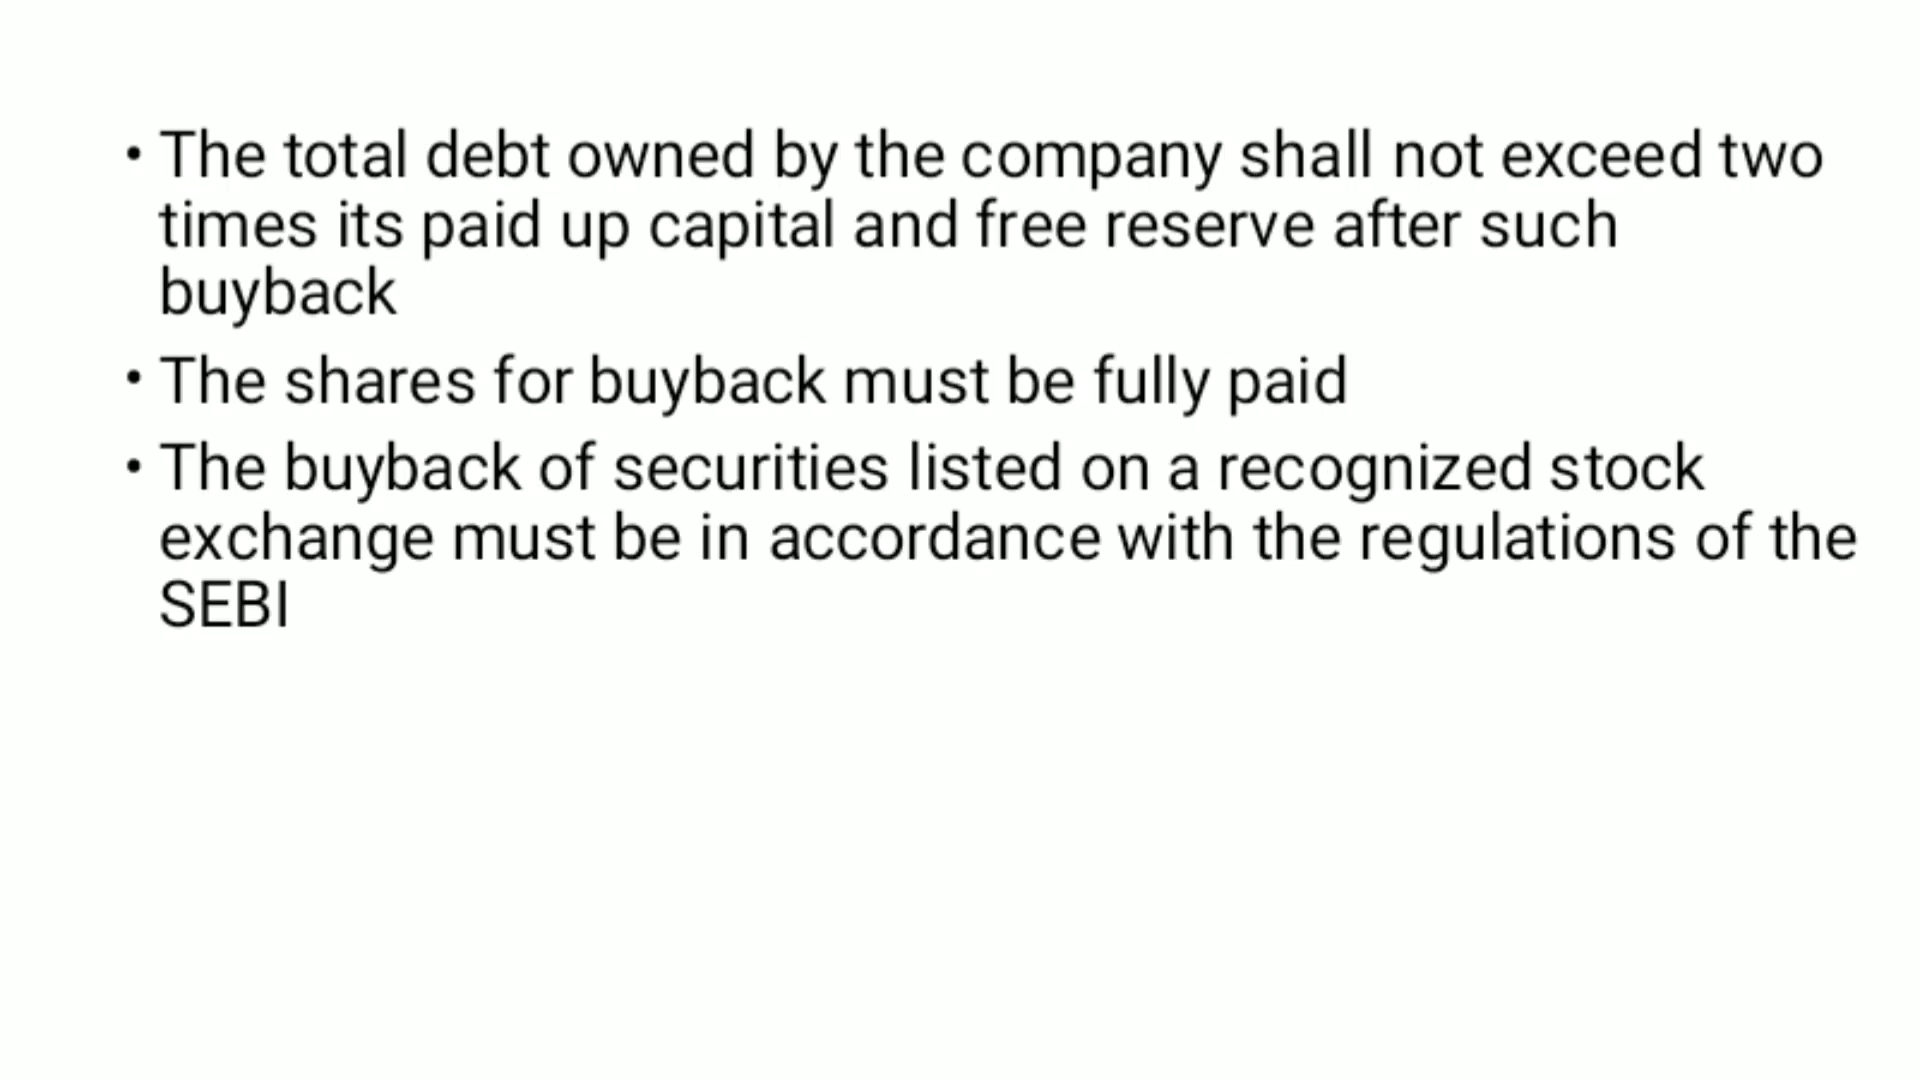 • The total debt owned by the company shall not exceed two
times its paid up capital and free reserve after such
buyback
• The shares for buyback must be fully paid
• The buyback of securities listed on a recognized stock
exchange must be in accordance with the regulations of the
SEBI